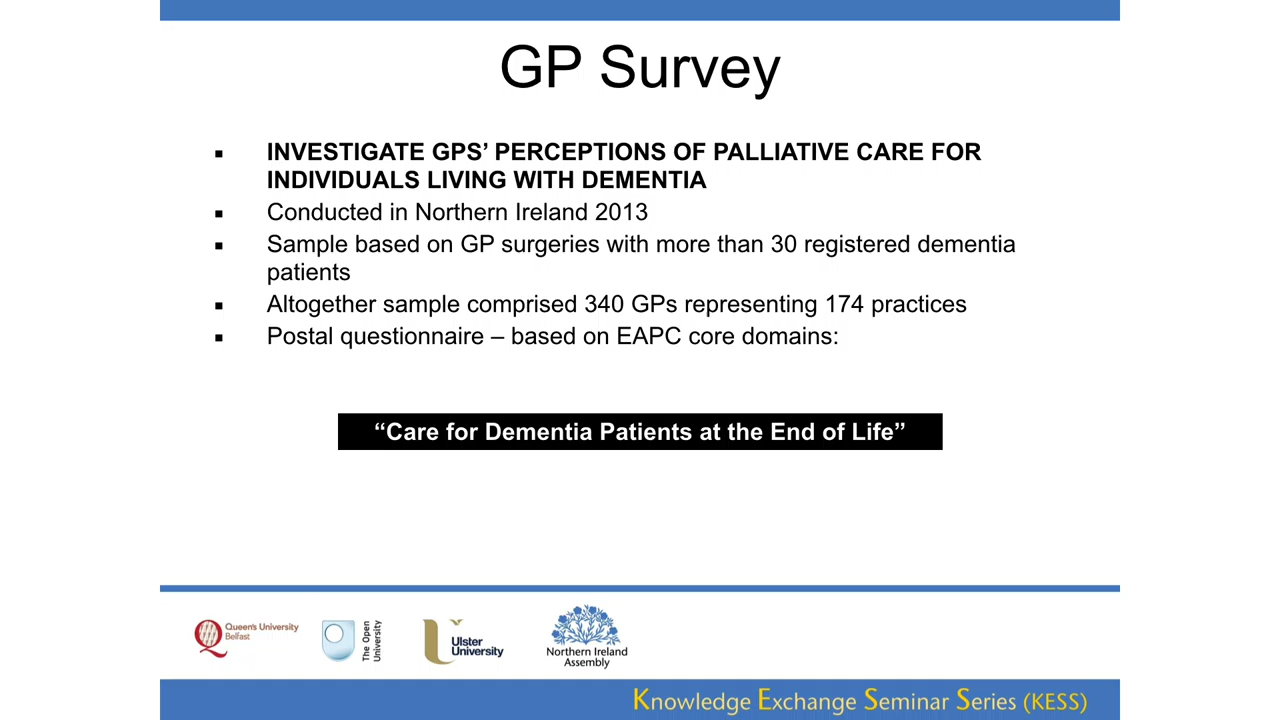 GP Survey
▪ INVESTIGATE GPS’ PERCEPTIONS OF PALLIATIVE CARE FOR
INDIVIDUALS LIVING WITH DEMENTIA
▪ Conducted in Northern Ireland 2013
▪ Sample based on GP surgeries with more than 30 registered dementia
patients
▪ Altogether sample comprised 340 GPs representing 174 practices
▪ Postal questionnaire – based on EAPC core domains:
“Care for Dementia Patients at the End of Life”
Queen's University
Belfast
The Open
University
Ulster
University
Northern Ireland
Assembly
Knowledge Exchange Seminar Series (KESS)